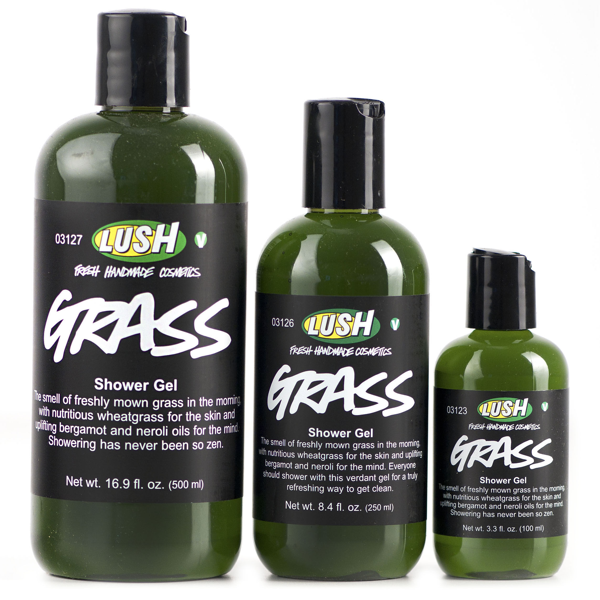 03127 LUSH V
FRESH HANDMADE COSMETICS
GRASS
Shower Gel
The smell of freshly mown grass in the morning,
with nutritious wheatgrass for the skin and
uplifting bergamot and neroli oils for the mind.
Showering has never been so zen.
Net wt. 16.9 fl. oz. (500 ml)
03126 LUSH V
FRESH HANDMADE COSMETICS
GRASS
Shower Gel
The smell of freshly mown grass in the morning,
with nutritious wheatgrass for the skin and uplifting
bergamot and neroli for the mind. Everyone
should shower with this verdant gel for a truly
refreshing way to get clean.
Net wt. 8.4 fl. oz. (250 ml)
03123 LUSH V
FRESH HANDMADE COSMETICS
GRASS
Shower Gel
The smell of freshly mown grass in the morning,
with nutritious wheatgrass for the skin and
uplifting bergamot and neroli oils for the mind.
Showering has never been so zen.
Net wt. 3.3 fl. oz. (100 ml)